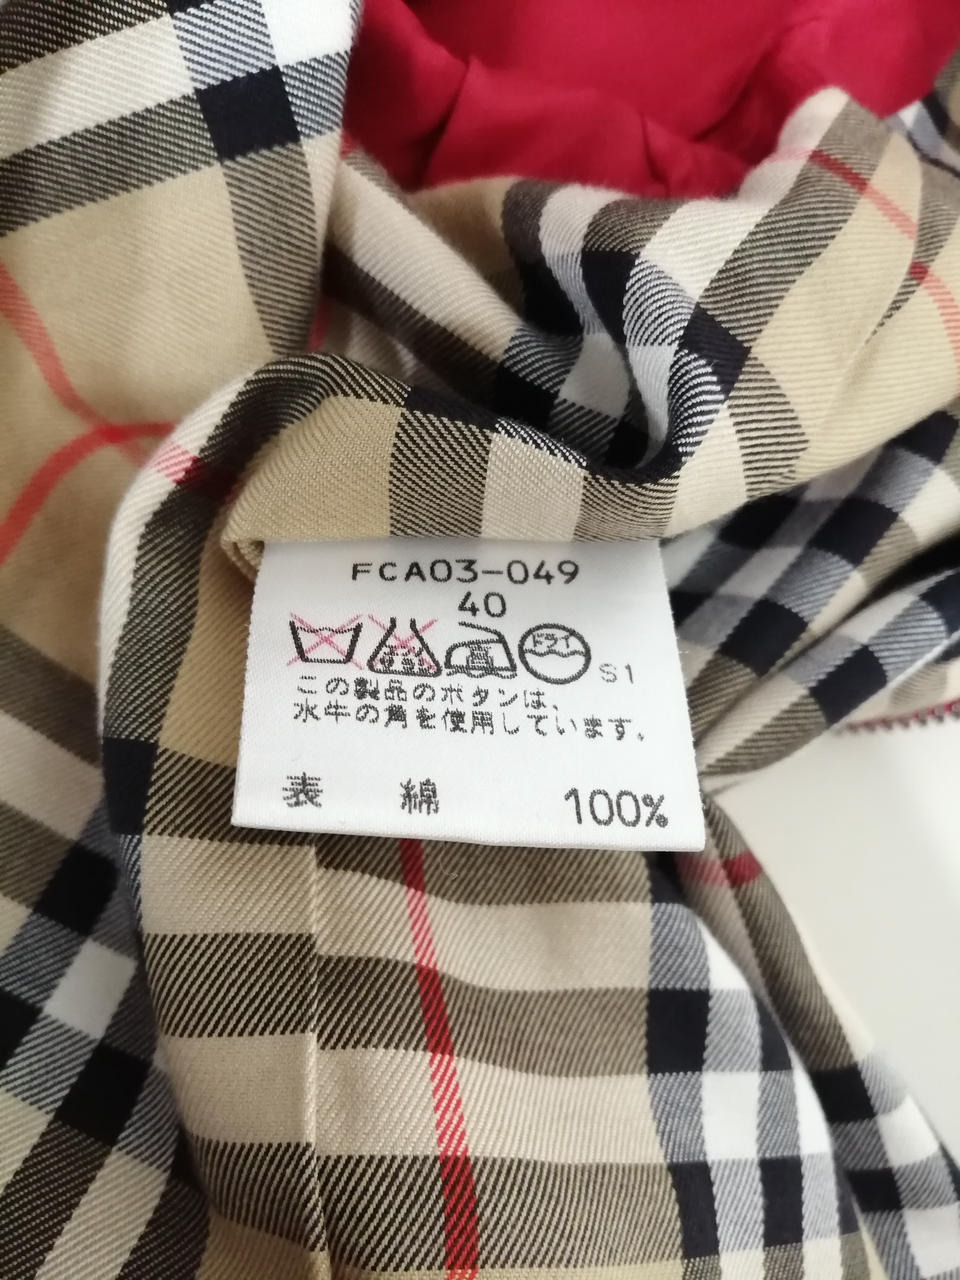 FCA03-049
40
ドライ
S1
この製品のボタンは、
水牛の角を使用しています。
表 綿 100%